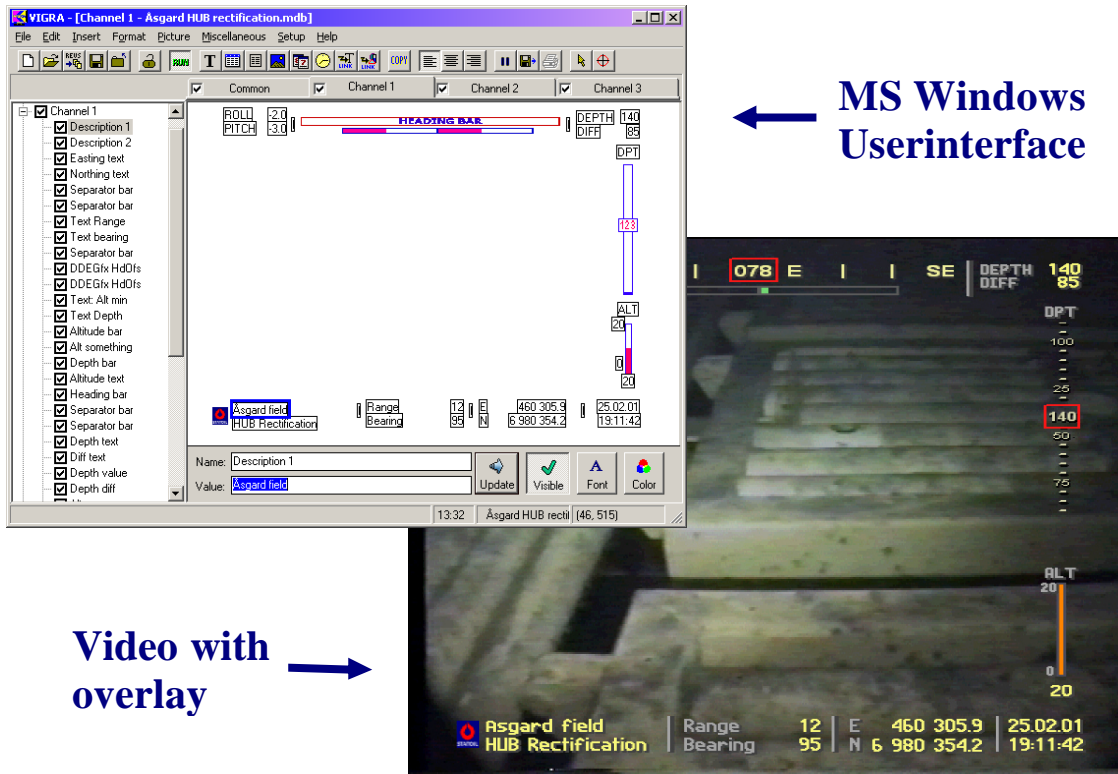 VIGRA - [Channel 1 - Åsgard HUB rectification.mdb]
File Edit Insert Format Picture Miscellaneous Setup Help
REUS RUN T LINK LINK COPY
Common Channel 1 Channel 2 Channel 3
Channel 1
Description 1
Description 2
Easting text
Northing text
Separator bar
Separator bar
Text Range
Text bearing
Separator bar
DDEGfx HdOfs
DDEGfx HdOfs
Text: Alt min
Text Depth
Altitude bar
Alt something
Depth bar
Altitude text
Heading bar
Separator bar
Separator bar
Depth text
Diff text
Depth value
Depth diff
ROLL -2.0 HEADING BAR DEPTH 140
PITCH -3.0 DIFF 85
DPT
123
ALT
20
0
20
Åsgard field Range 12 E 460 305.9 25.02.01
HUB Rectification Bearing 95 N 6 980 354.2 19:11:42
Name: Description 1
Value: Åsgard field
Update Visible Font Color
13:32 Åsgard HUB rectil (46, 515)
MS Windows
Userinterface
078 E SE DEPTH 140
DIFF 85
DPT
100
25
140
50
75
ALT
20
0
20
Asgard field Range 12 E 460 305.9 25.02.01
STATOIL HUB Rectification Bearing 95 N 6 980 354.2 19:11:42
Video with
overlay